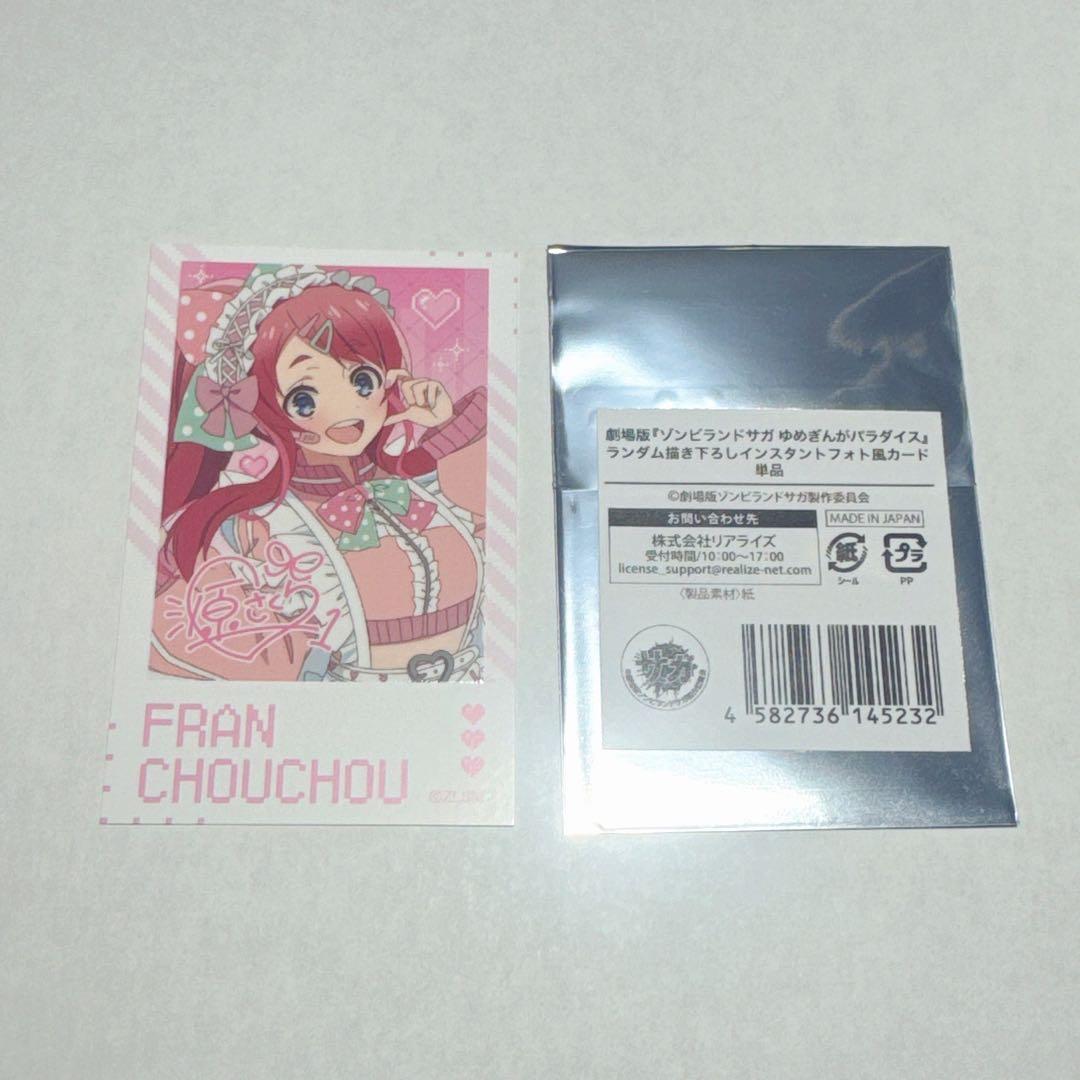 源さくら
1
FRAN
CHOUCHOU
劇場版『ゾンビランドサガ ゆめぎんがパラダイス』
ランダム描き下ろしインスタントフォト風カード
単品
©劇場版ゾンビランドサガ製作委員会
お問い合わせ先
株式会社リアライズ
受付時間/10:00～17:00
license_support@realize-net.com
MADE IN JAPAN
紙
シール
プラ
PP
〈製品素材〉紙
4 582736 145232